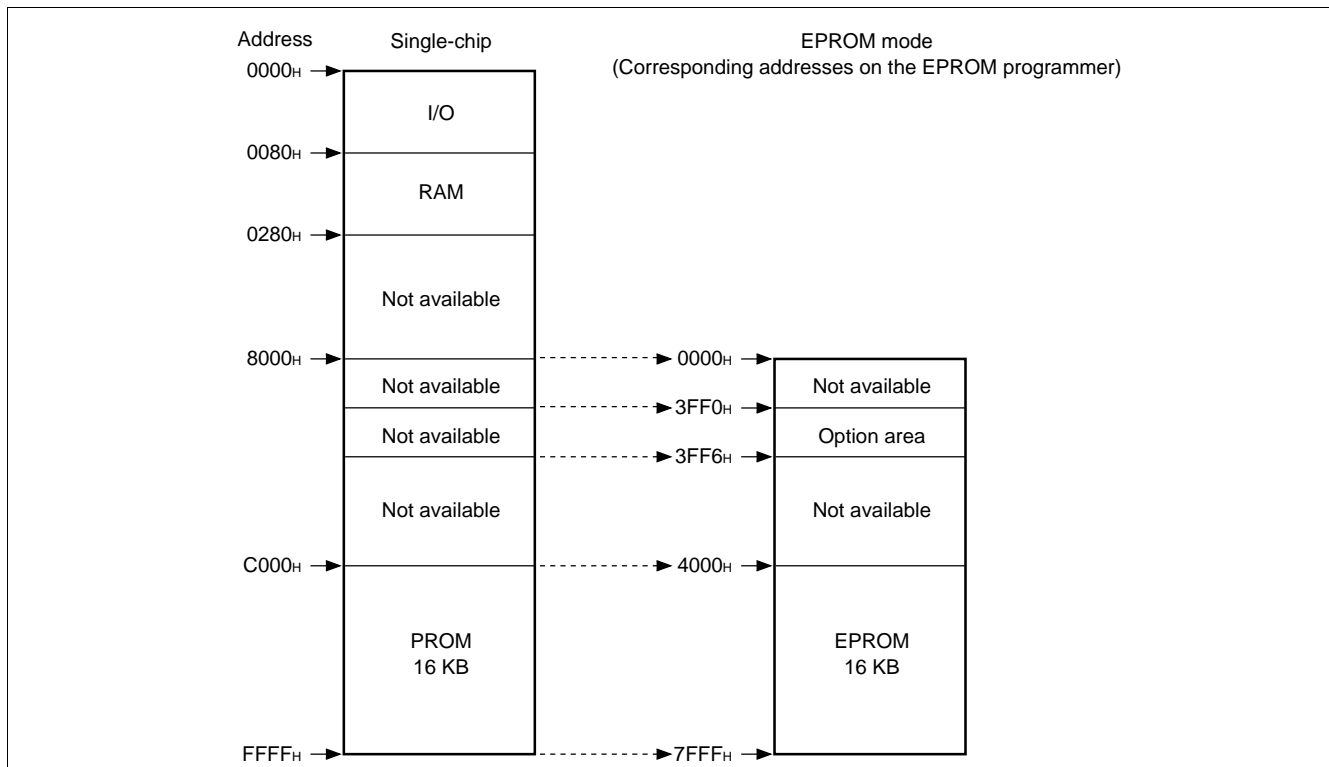 Address Single-chip EPROM mode
0000H (Corresponding addresses on the EPROM programmer)
I/O
0080H
RAM
0280H
Not available
8000H 0000H
Not available Not available
3FF0H
Not available Option area
3FF6H
Not available Not available
C000H 4000H
PROM EPROM
16 KB 16 KB
FFFFH 7FFFH